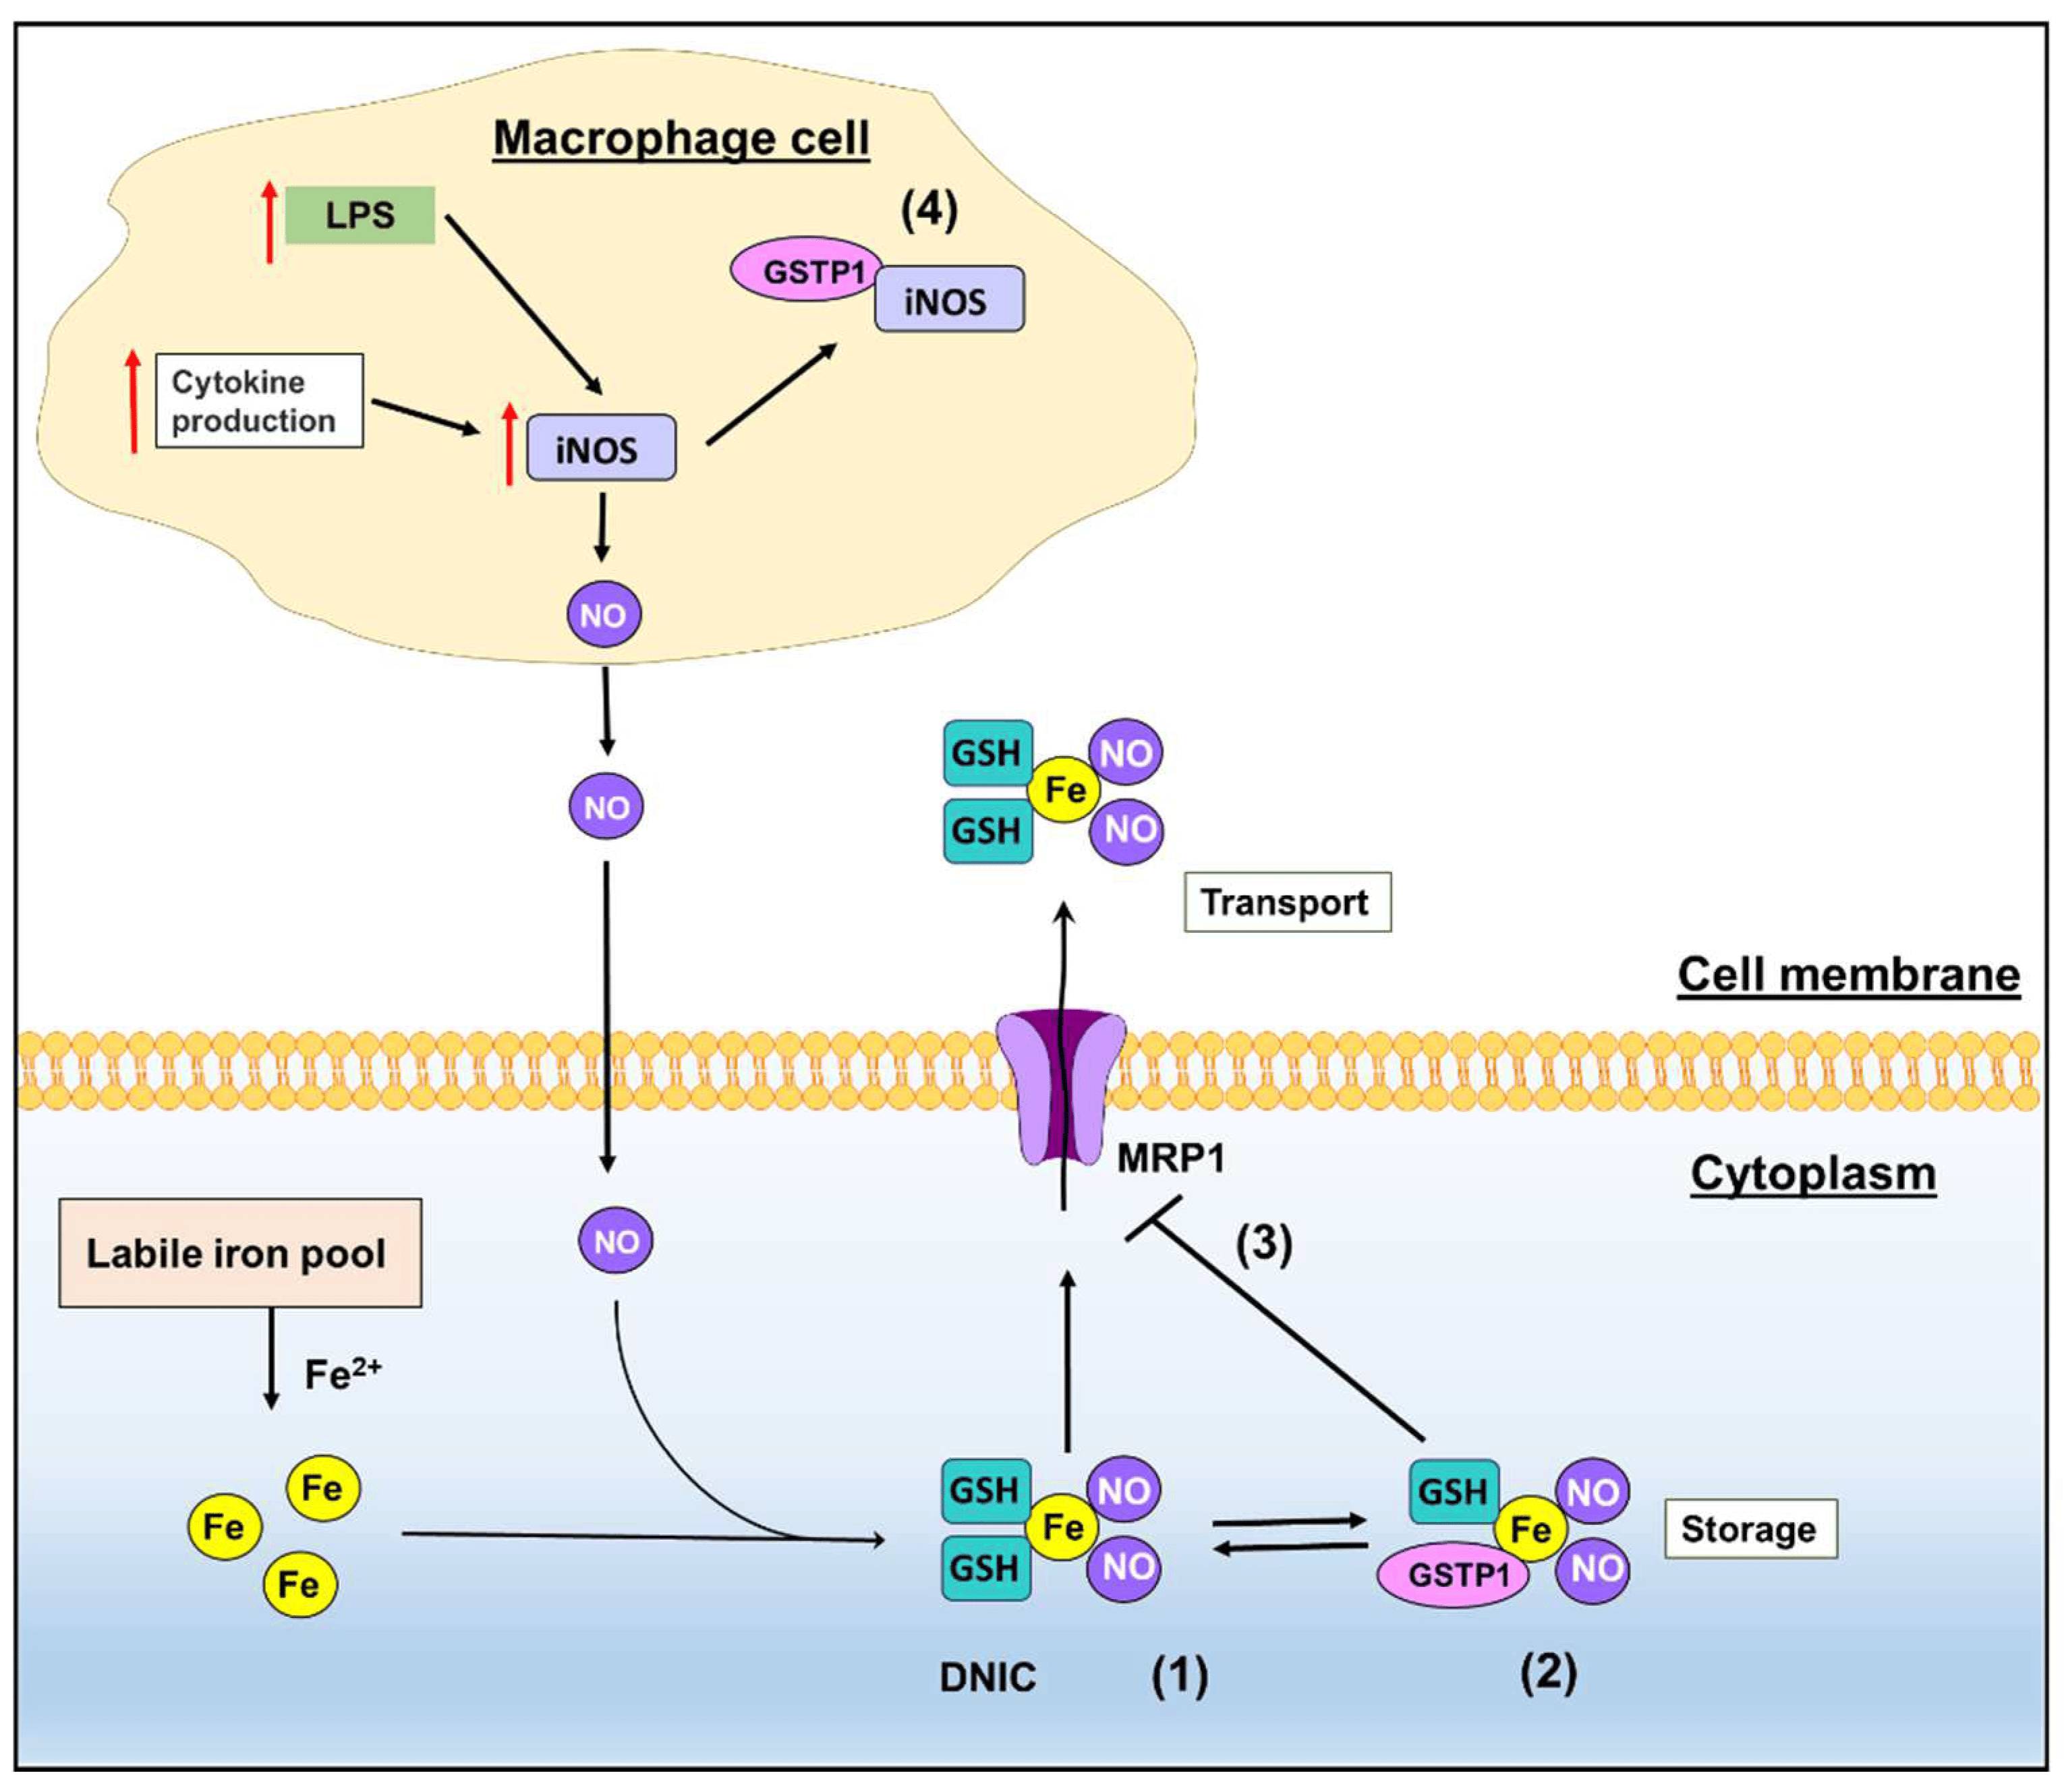 Macrophage cell
LPS
(4)
GSTP1
iNOS
Cytokine
production
iNOS
NO
NO
GSH
NO
Fe
GSH
NO
Transport
Cell membrane
MRP1
Cytoplasm
Labile iron pool
NO
(3)
Fe²⁺
Fe
Fe
Fe
GSH
NO
Fe
GSH
NO
GSH
NO
Fe
GSTP1
NO
Storage
DNIC
(1)
(2)